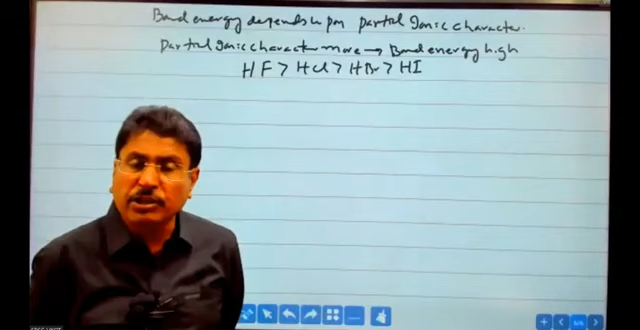 Bond energy depends upon partial Ionic character.
Partial Ionic character more → Bond energy high
HF > HCl > HBr > HI